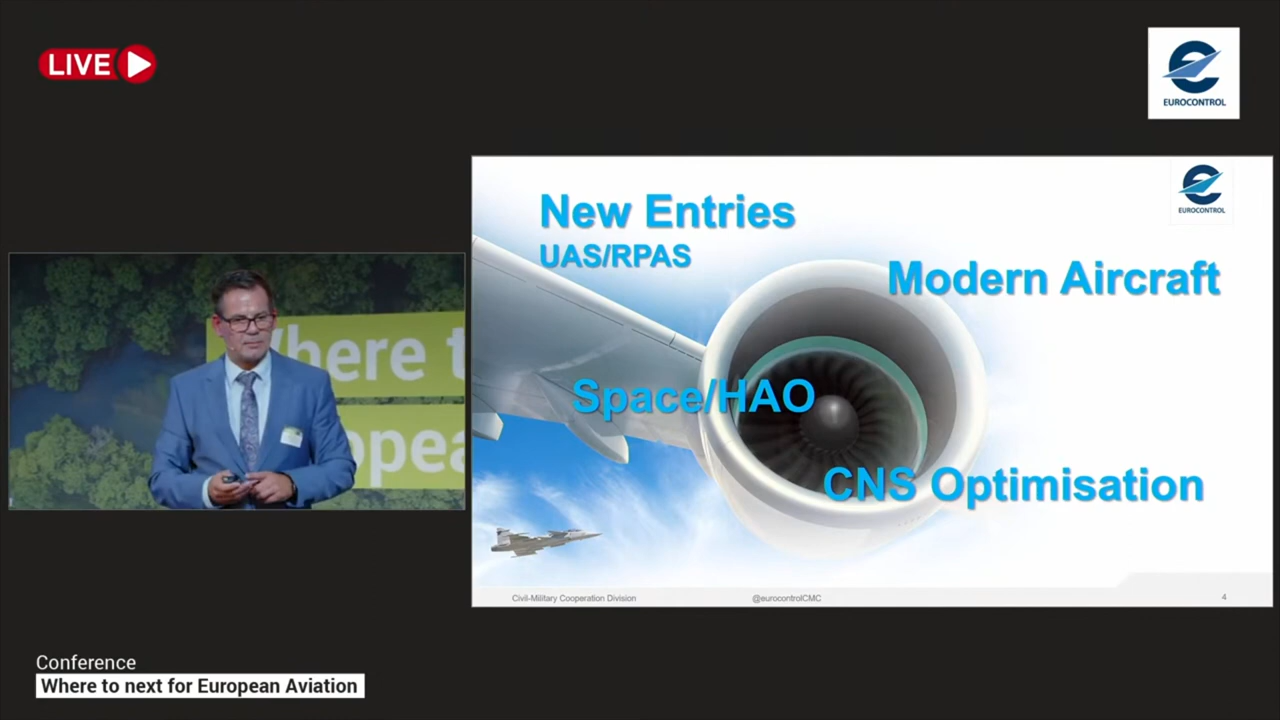 LIVE
EUROCONTROL
New Entries
UAS/RPAS
EUROCONTROL
Modern Aircraft
Space/HAO
CNS Optimisation
Civil-Military Cooperation Division
@eurocontrolCMC
4
here t
opea
Conference
Where to next for European Aviation